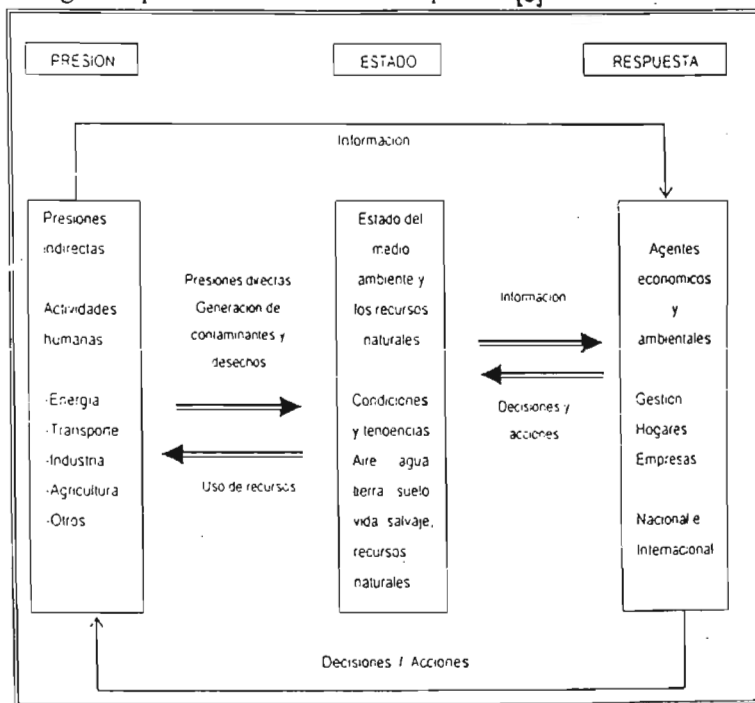 [6]
PRESION
ESTADO
RESPUESTA
Informacion
Presiones
indirectas
Actividades
humanas
-Energia
-Transporte
-Industria
-Agricultura
-Otros
Presiones directas
Generacion de
contaminantes y
desechos
Uso de recursos
Estado del
medio
ambiente y
los recursos
naturales
Condiciones
y tendencias
Aire agua
tierra suelo
vida salvaje,
recursos
naturales
Informacion
Decisiones y
acciones
Agentes
economicos
y
ambientales
Gestion
Hogares
Empresas
Nacional e
Internacional
Decisiones / Acciones